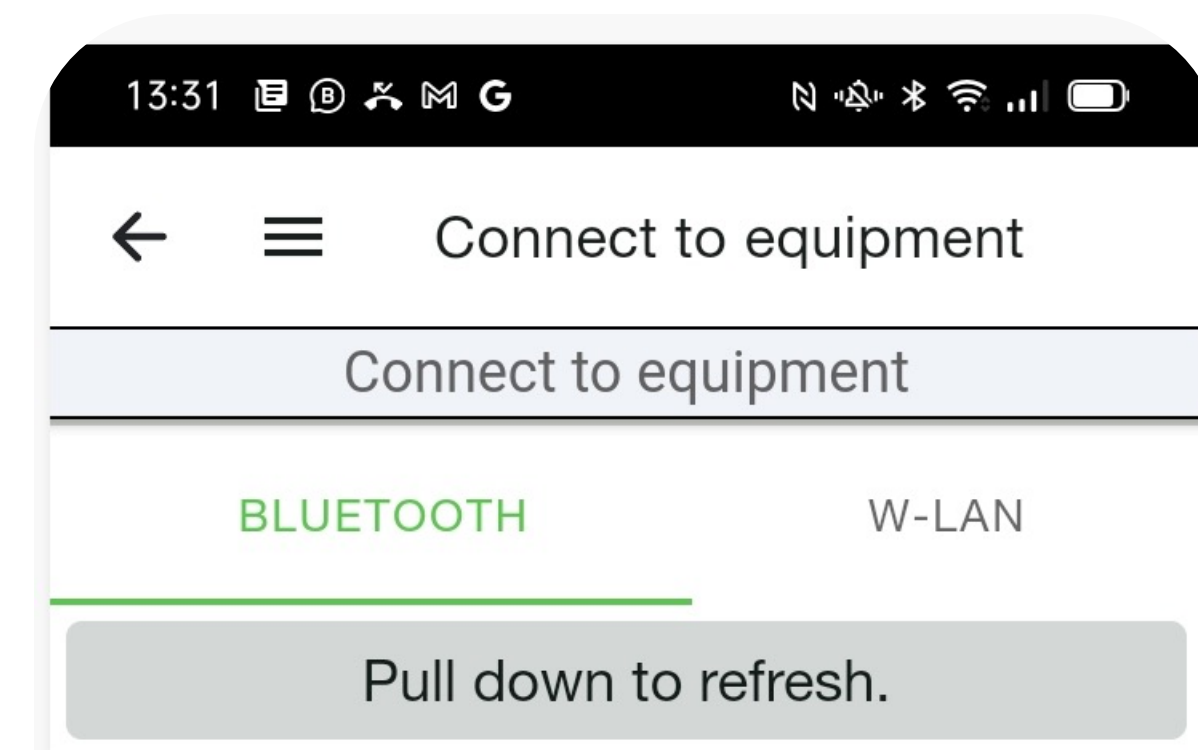 13:31
Connect to equipment
Connect to equipment
BLUETOOTH W-LAN
Pull down to refresh.